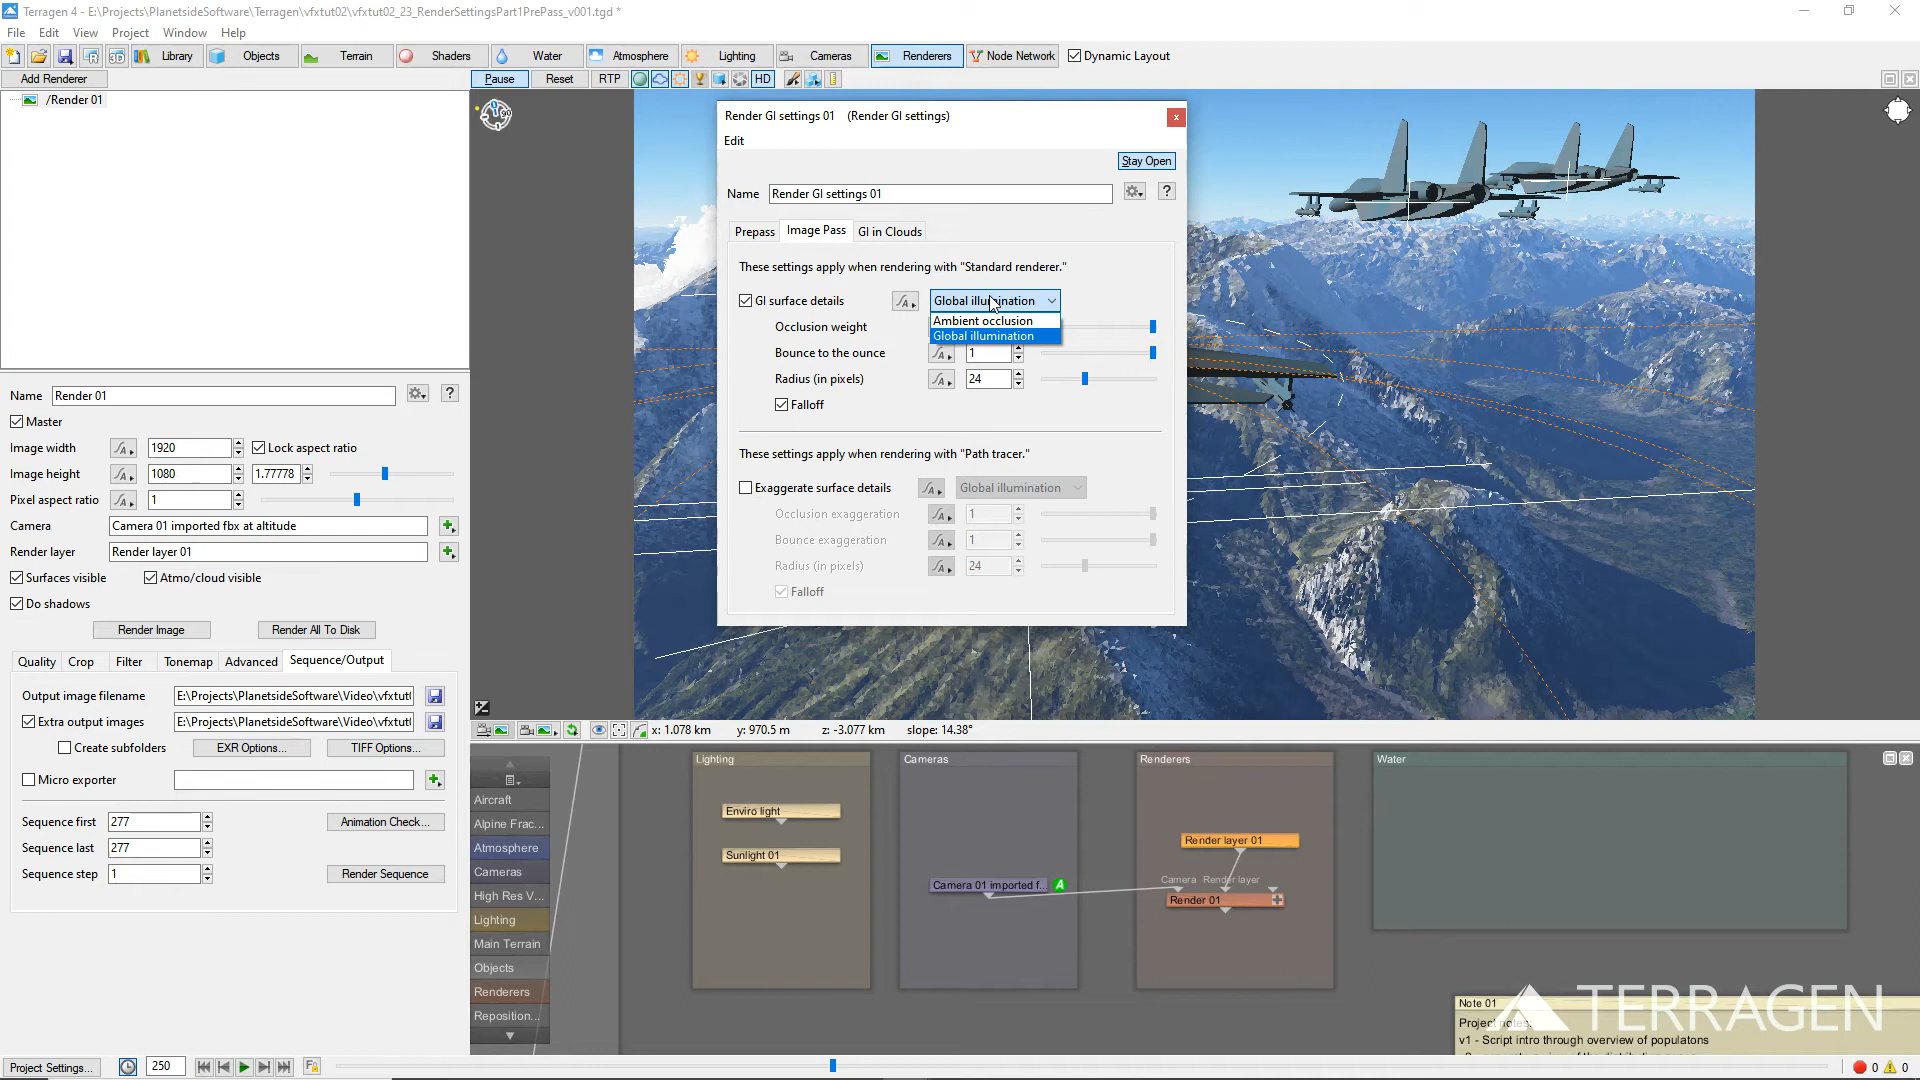 Terragen 4 - E:\Projects\PlanetsideSoftware\Terragen\vfxtut02\vfxtut02_23_RenderSettingsPart1PrePass_v001.tgd *
File Edit View Project Window Help
Library Objects Terrain Shaders Water Atmosphere Lighting Cameras Renderers Node Network Dynamic Layout
Add Renderer
Pause Reset RTP HD
/Render 01
Render GI settings 01 (Render GI settings)
Edit
Stay Open
Name Render GI settings 01 ?
Prepass Image Pass GI in Clouds
These settings apply when rendering with "Standard renderer."
GI surface details Global illumination
Ambient occlusion
Occlusion weight
Global illumination
Bounce to the ounce 1
Radius (in pixels) 24
Falloff
These settings apply when rendering with "Path tracer."
Exaggerate surface details Global illumination
Occlusion exaggeration 1
Bounce exaggeration 1
Radius (in pixels) 24
Falloff
Name Render 01 ?
Master
Image width 1920 Lock aspect ratio
Image height 1080 1.77778
Pixel aspect ratio 1
Camera Camera 01 imported fbx at altitude
Render layer Render layer 01
Surfaces visible Atmo/cloud visible
Do shadows
Render Image Render All To Disk
Quality Crop Filter Tonemap Advanced Sequence/Output
Output image filename E:\Projects\PlanetsideSoftware\Video\vfxtut
Extra output images E:\Projects\PlanetsideSoftware\Video\vfxtut
Create subfolders EXR Options... TIFF Options...
Micro exporter
Sequence first 277 Animation Check...
Sequence last 277
Sequence step 1 Render Sequence
x: 1.078 km y: 970.5 m z: -3.077 km slope: 14.38°
Aircraft
Alpine Frac...
Atmosphere
Cameras
High Res V...
Lighting
Main Terrain
Objects
Renderers
Reposition...
Lighting
Enviro light
Sunlight 01
Cameras
Camera 01 imported f... A
Renderers
Render layer 01
Camera Render layer
Render 01
Water
Note 01
Project notes:
v1 - Script intro through overview of populatons
TERRAGEN
Project Settings... 250 0 0